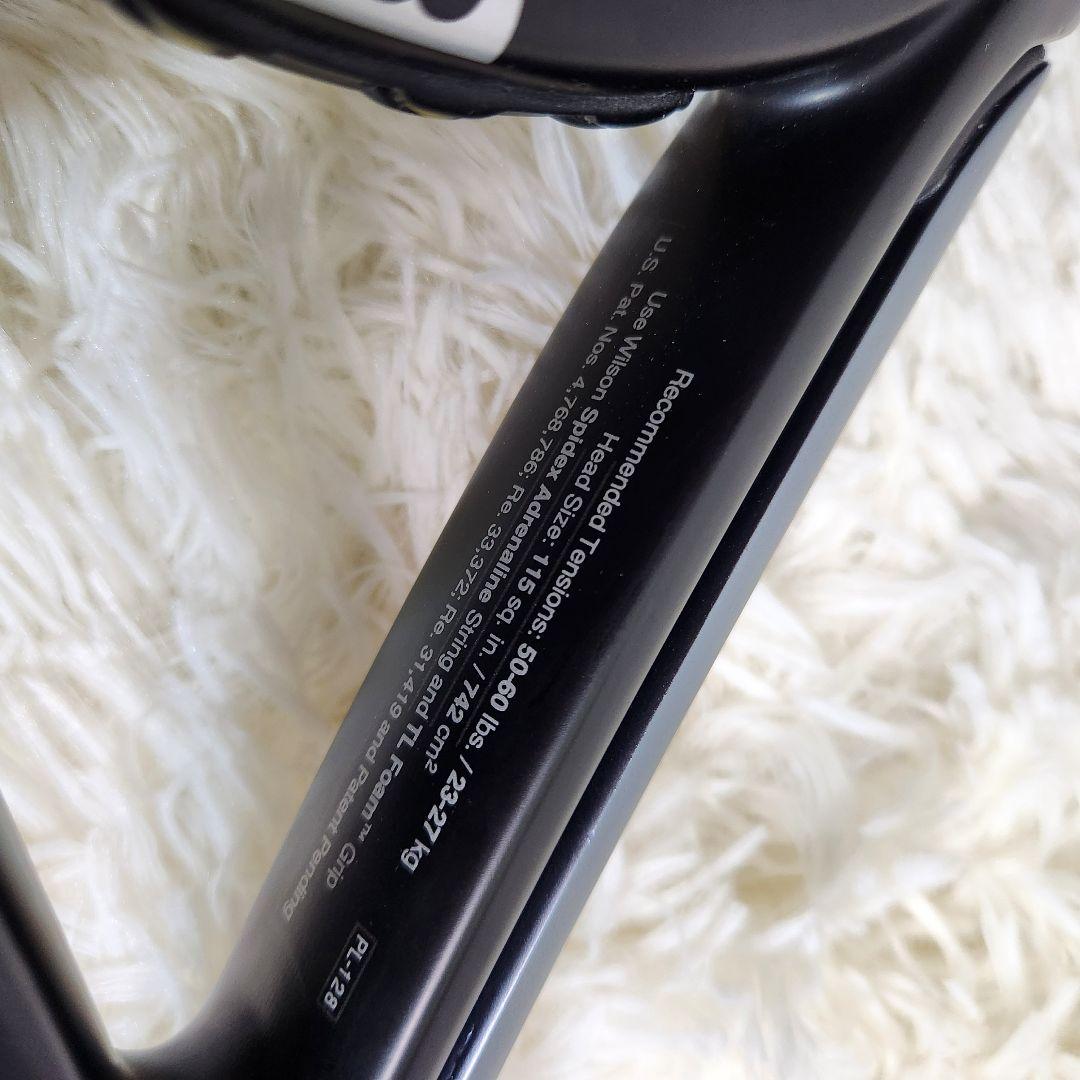 Recommended Tensions: 50-60 lbs. / 23-27 kg
Head Size: 115 sq. in. / 742 cm²
Use Wilson Spidex Adrenaline String and TL Foam™ Grip
U.S. Pat. Nos. 4,768,786; Re. 33,372; Re. 31,419 and Patent Pending
PL-128